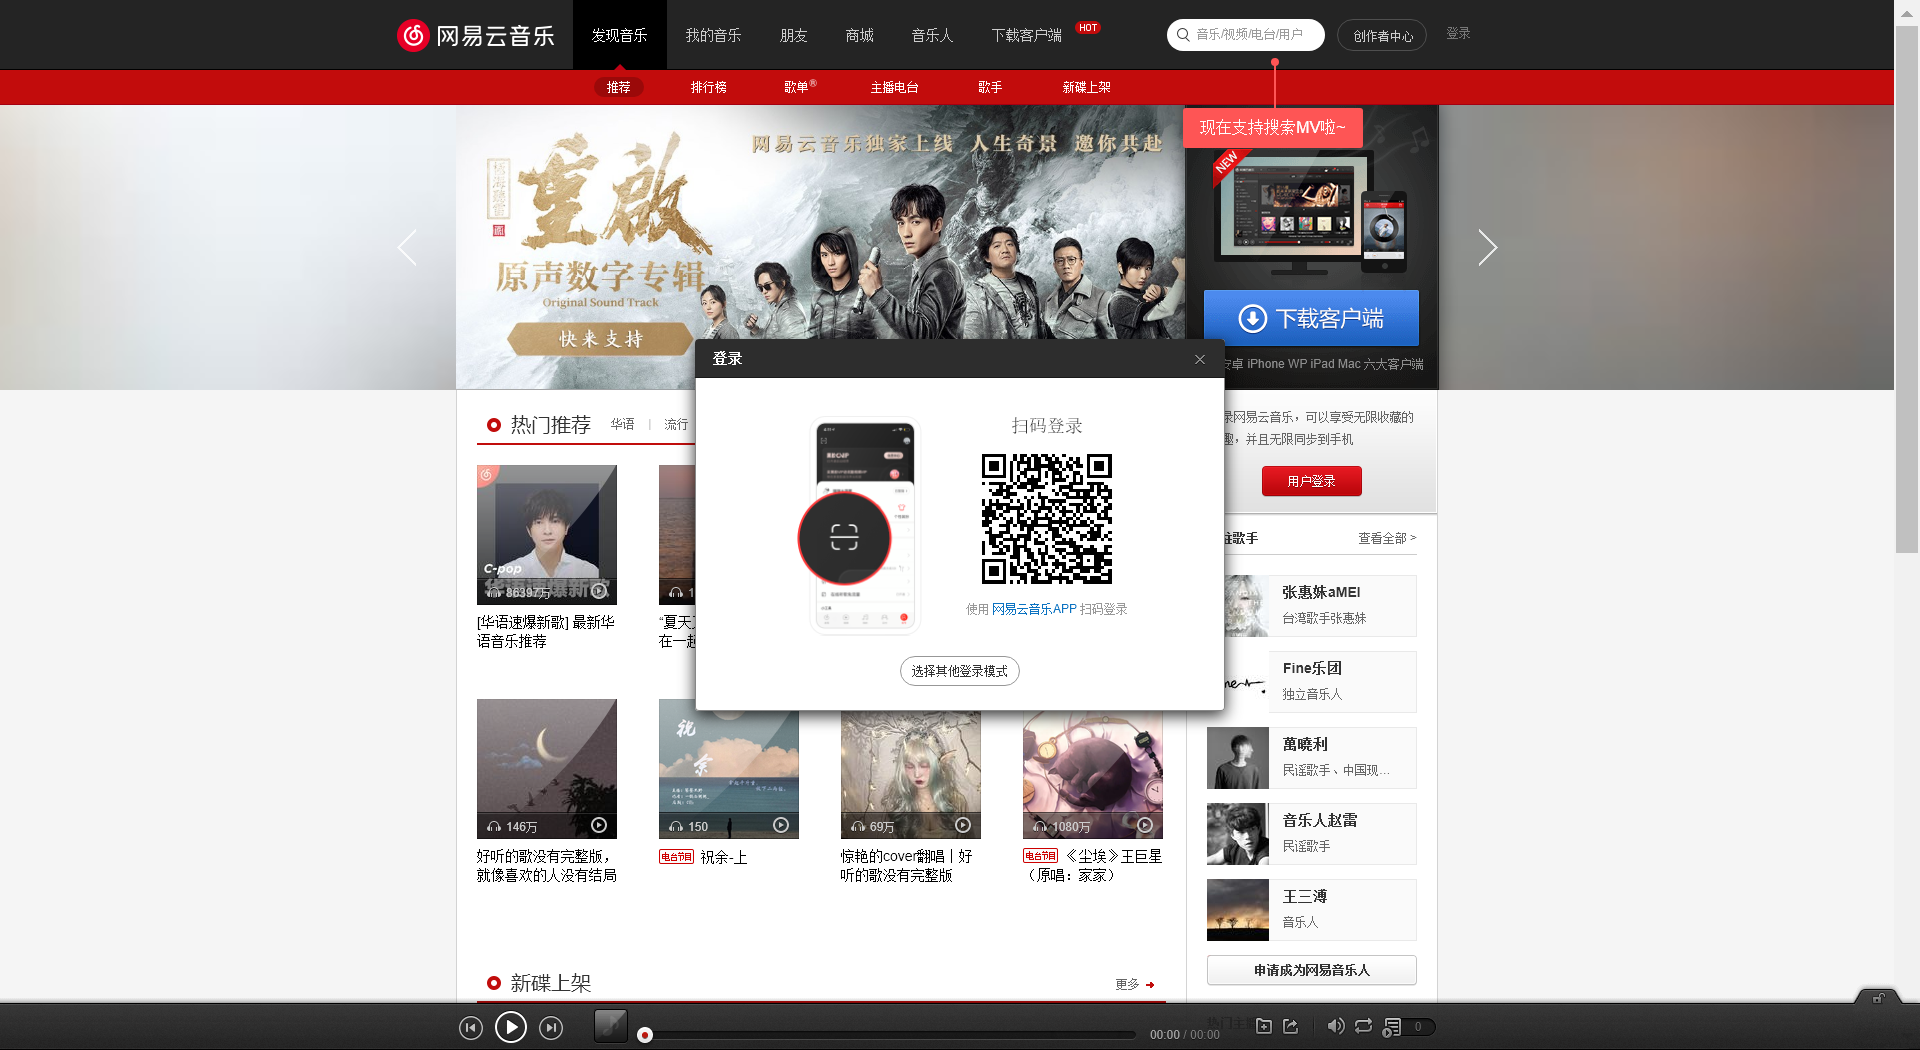 网易云音乐
发现音乐
我的音乐
朋友
商城
音乐人
下载客户端
HOT
音乐/视频/电台/用户
创作者中心
登录
推荐
排行榜
歌单®
主播电台
歌手
新碟上架
现在支持搜索MV啦~
网易云音乐独家上线 人生奇景 邀你共赴
重启
原声数字专辑
Original Sound Track
快来支持
NEW
下载客户端
安卓 iPhone WP iPad Mac 六大客户端
登录
扫码登录
使用 网易云音乐APP 扫码登录
选择其他登录模式
热门推荐
华语
流行
C-pop
华语速爆新歌
86397万
[华语速爆新歌] 最新华
语音乐推荐
1
“夏天
在一起
网易云音乐，可以享受无限收藏的
，并且无限同步到手机
用户登录
歌手
查看全部 >
张惠妹aMEI
台湾歌手张惠妹
Fine乐团
独立音乐人
萬曉利
民谣歌手、中国现...
音乐人赵雷
民谣歌手
王三溥
音乐人
申请成为网易音乐人
146万
好听的歌没有完整版，
就像喜欢的人没有结局
祝余
150
电台节目 祝余-上
69万
惊艳的cover翻唱丨好
听的歌没有完整版
1080万
电台节目 《尘埃》王巨星
（原唱：家家）
新碟上架
更多
热门主
00:00 / 00:00
0